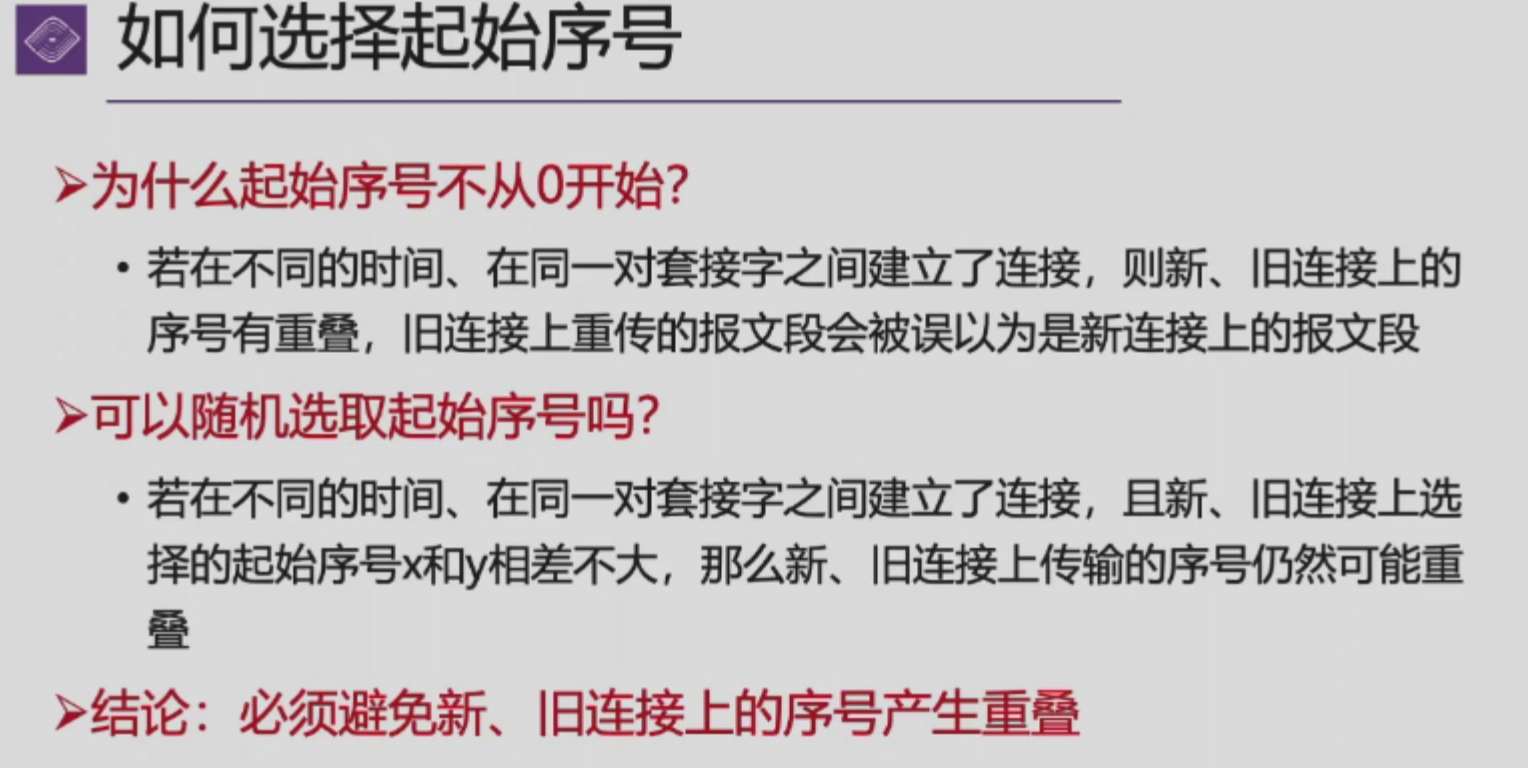 如何选择起始序号
➢为什么起始序号不从0开始？
• 若在不同的时间、在同一对套接字之间建立了连接，则新、旧连接上的
序号有重叠，旧连接上重传的报文段会被误以为是新连接上的报文段
➢可以随机选取起始序号吗？
• 若在不同的时间、在同一对套接字之间建立了连接，且新、旧连接上选
择的起始序号x和y相差不大，那么新、旧连接上传输的序号仍然可能重
叠
➢结论：必须避免新、旧连接上的序号产生重叠